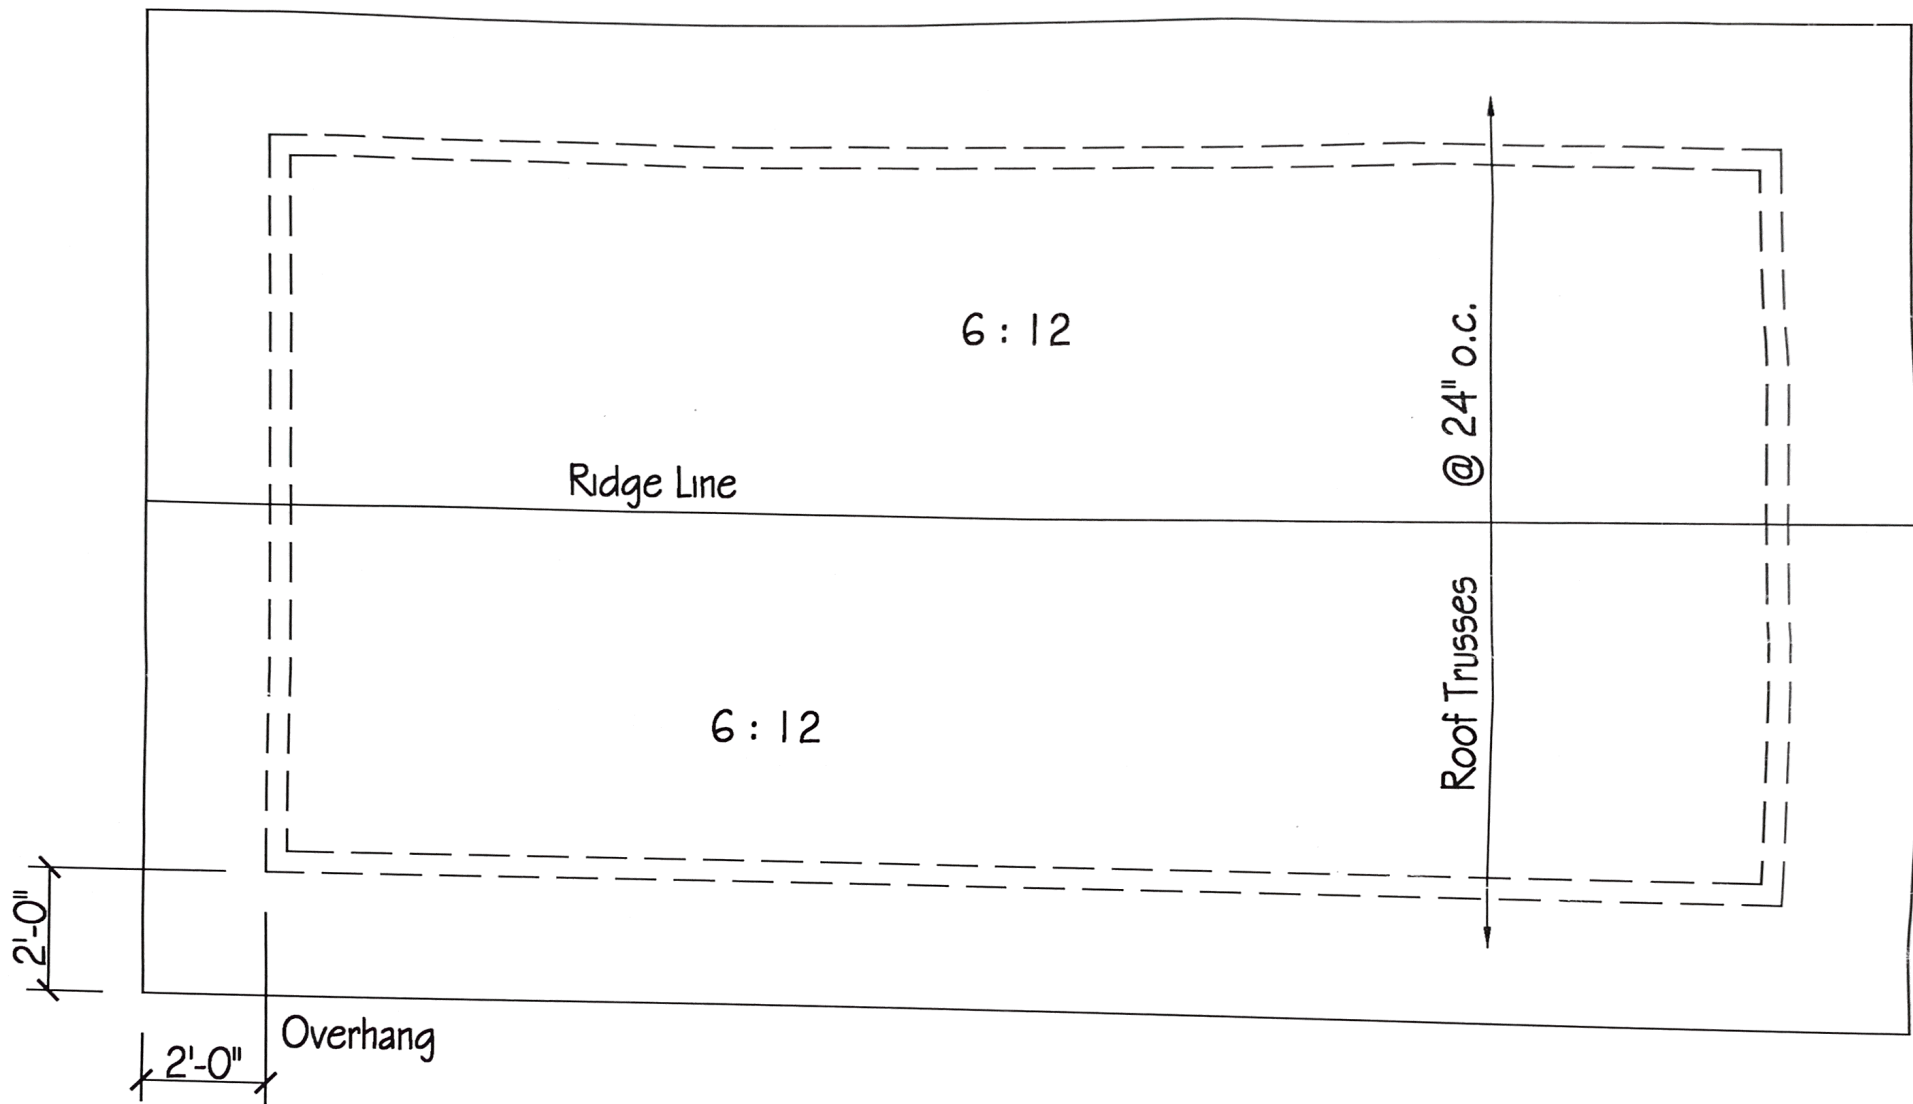 6 : 12
Ridge Line
Roof Trusses @ 24" o.c.
6 : 12
2'-0"
Overhang
2'-0"